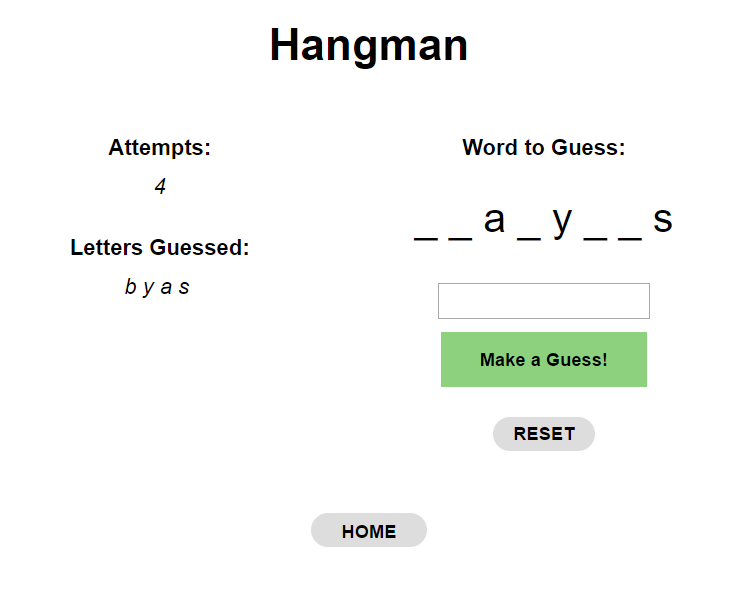 Hangman
Attempts:
4
Letters Guessed:
b y a s
Word to Guess:
_ _ a _ y _ _ s
Make a Guess!
RESET
HOME